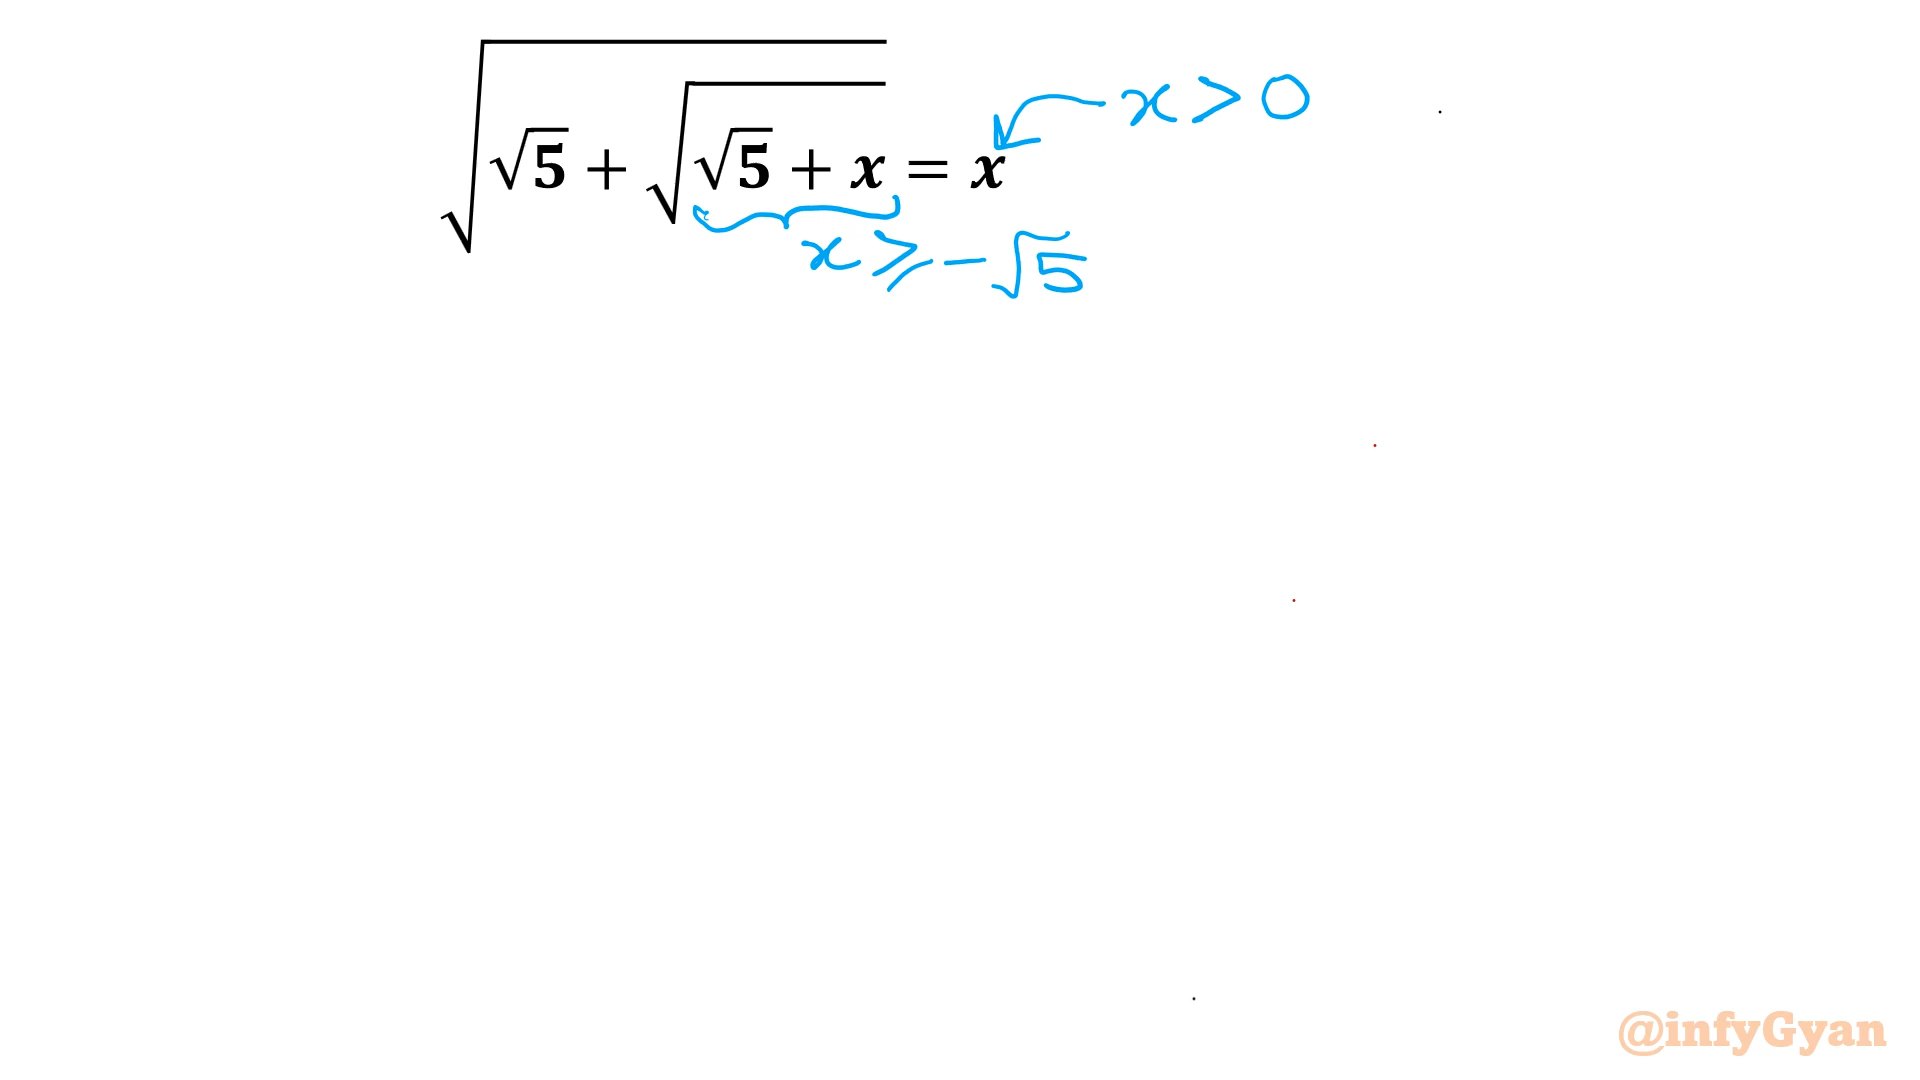 √(√5 + √(√5 + x)) = x
x > 0
x ⩾ -√5
@infyGyan